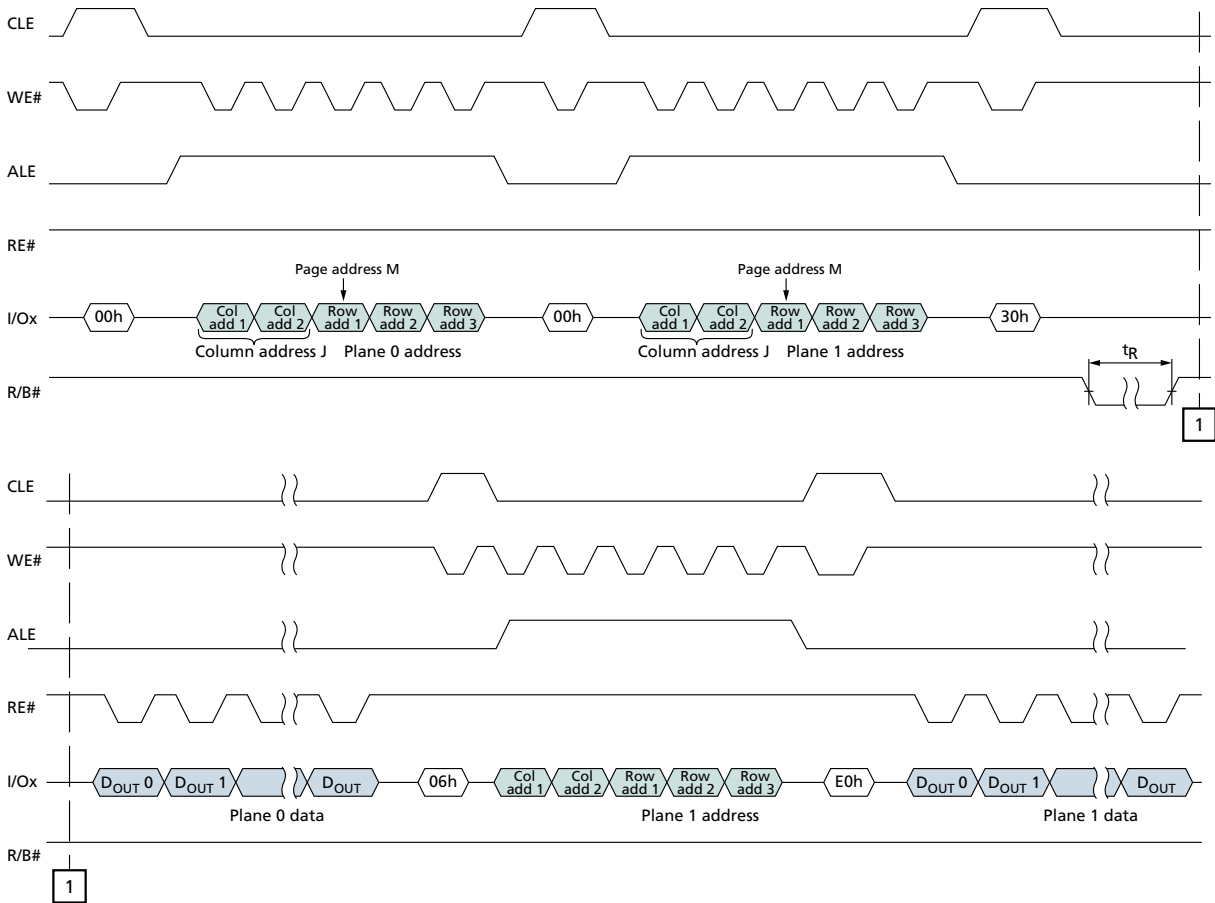 CLE
WE#
ALE
RE#
Page address M Page address M
I/Ox 00h Col add 1 Col add 2 Row add 1 Row add 2 Row add 3 00h Col add 1 Col add 2 Row add 1 Row add 2 Row add 3 30h
Column address J Plane 0 address Column address J Plane 1 address
tR
R/B#
1
CLE
WE#
ALE
RE#
I/Ox DOUT 0 DOUT 1 DOUT 06h Col add 1 Col add 2 Row add 1 Row add 2 Row add 3 E0h DOUT 0 DOUT 1 DOUT
Plane 0 data Plane 1 address Plane 1 data
R/B#
1